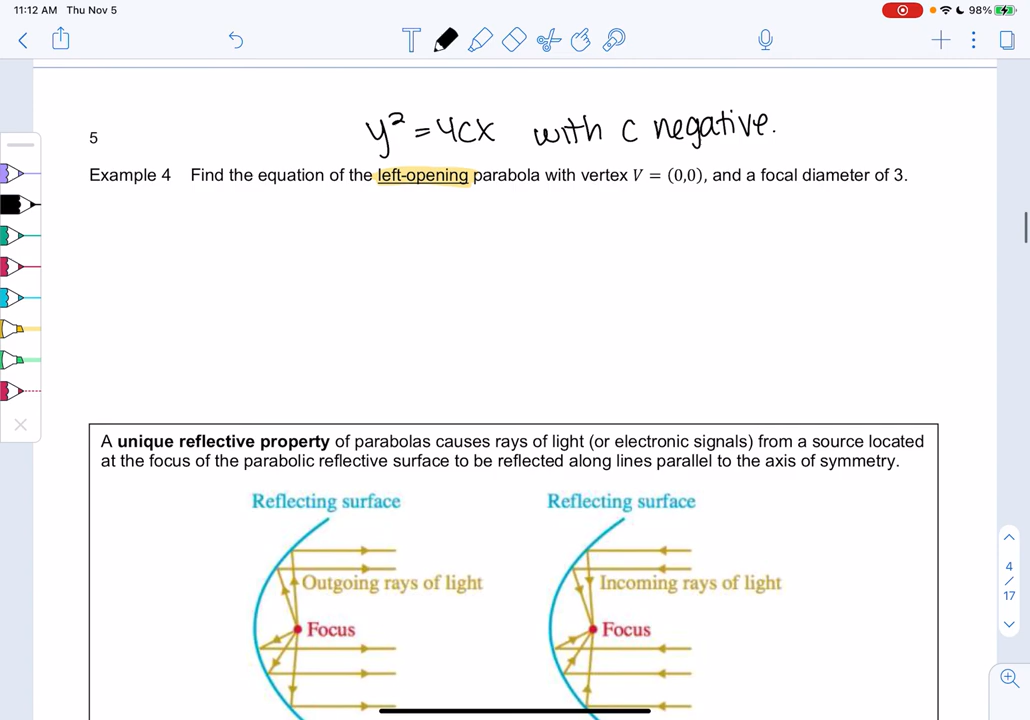 11:12 AM Thu Nov 5
98%
y² = 4cx with c negative.
5
Example 4 Find the equation of the left-opening parabola with vertex V = (0,0), and a focal diameter of 3.
A unique reflective property of parabolas causes rays of light (or electronic signals) from a source located
at the focus of the parabolic reflective surface to be reflected along lines parallel to the axis of symmetry.
Reflecting surface
Outgoing rays of light
Focus
Reflecting surface
Incoming rays of light
Focus
4
/
17